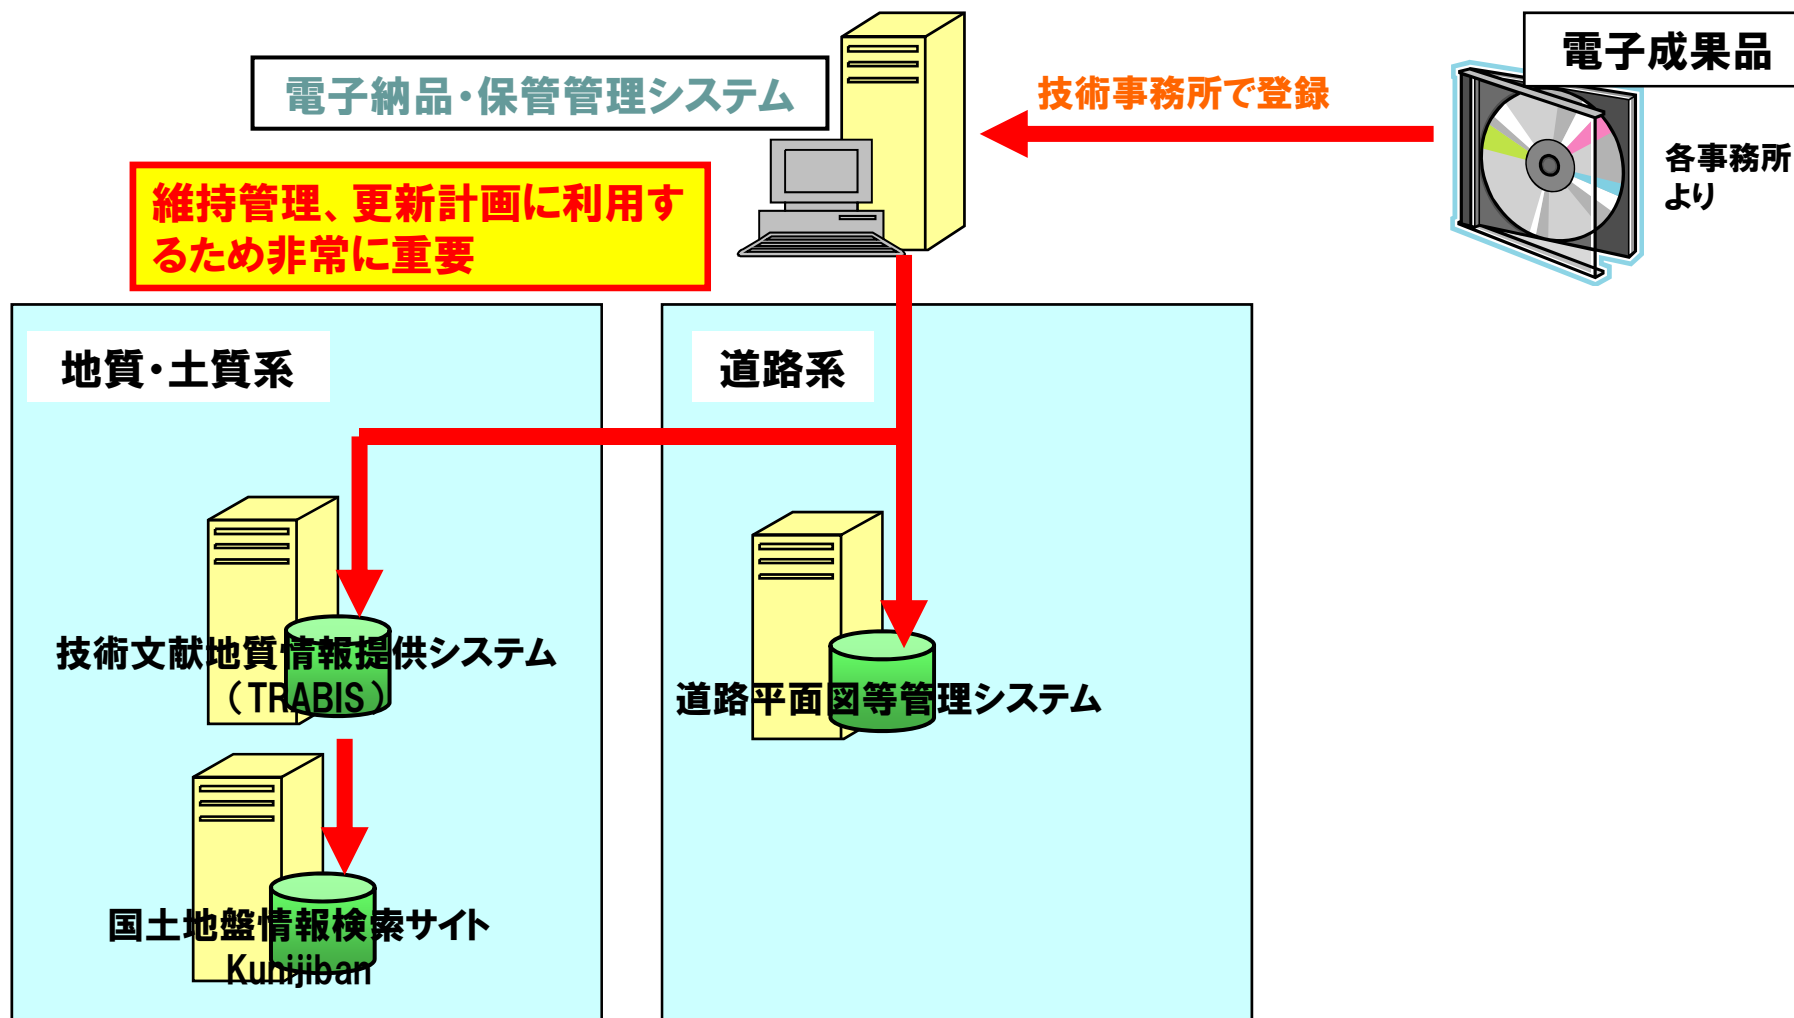 電子成果品
電子納品・保管管理システム
技術事務所で登録
各事務所
より
維持管理、更新計画に利用す
るため非常に重要
地質・土質系
道路系
技術文献地質情報提供システム
（TRABIS）
道路平面図等管理システム
国土地盤情報検索サイト
Kunijiban